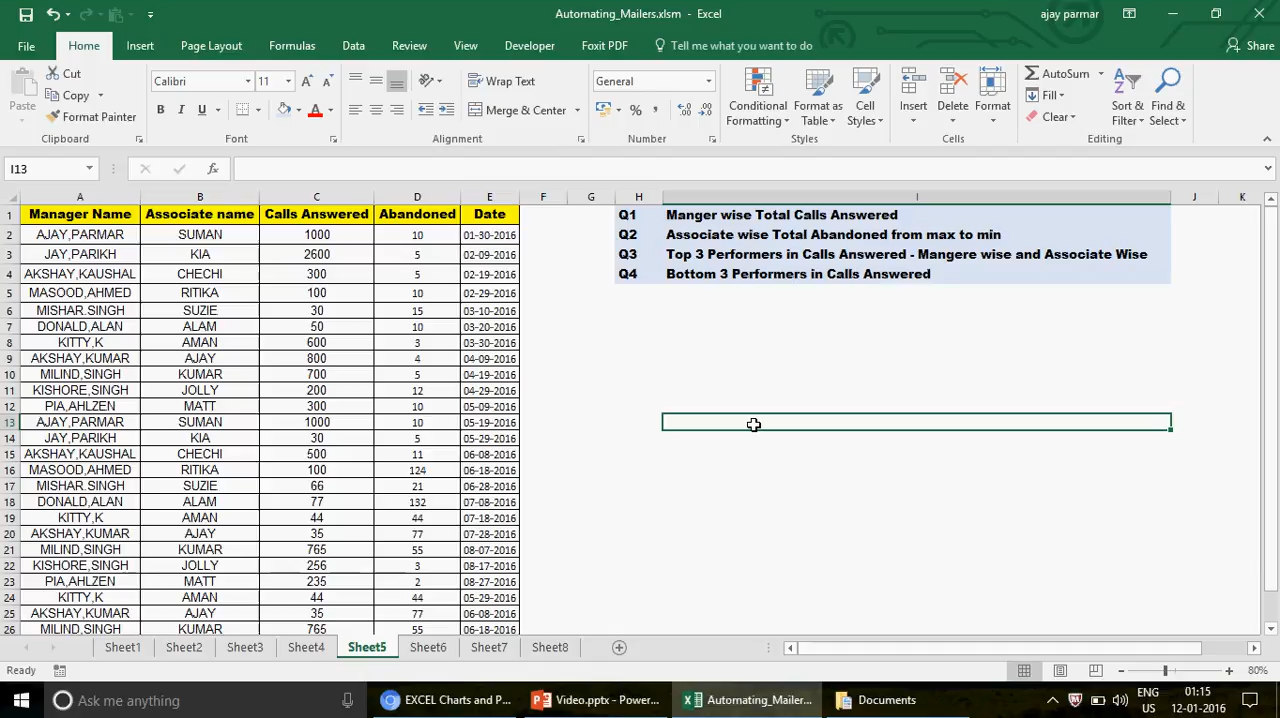 Automating_Mailers.xlsm - Excel
ajay parmar
File Home Insert Page Layout Formulas Data Review View Developer Foxit PDF Tell me what you want to do Share
Paste
Cut
Copy
Format Painter
Calibri 11
B I U A
Wrap Text
Merge & Center
General
% ,
Conditional Formatting
Format as Table
Cell Styles
Insert
Delete
Format
AutoSum
Fill
Clear
Sort & Filter
Find & Select
Clipboard Font Alignment Number Styles Cells Editing
I13 fx
A B C D E F G H I J K
1 Manager Name Associate name Calls Answered Abandoned Date Q1 Manger wise Total Calls Answered
2 AJAY,PARMAR SUMAN 1000 10 01-30-2016 Q2 Associate wise Total Abandoned from max to min
3 JAY,PARIKH KIA 2600 5 02-09-2016 Q3 Top 3 Performers in Calls Answered - Mangere wise and Associate Wise
4 AKSHAY,KAUSHAL CHECHI 300 5 02-19-2016 Q4 Bottom 3 Performers in Calls Answered
5 MASOOD,AHMED RITIKA 100 10 02-29-2016
6 MISHAR.SINGH SUZIE 30 15 03-10-2016
7 DONALD,ALAN ALAM 50 10 03-20-2016
8 KITTY,K AMAN 600 3 03-30-2016
9 AKSHAY,KUMAR AJAY 800 4 04-09-2016
10 MILIND,SINGH KUMAR 700 5 04-19-2016
11 KISHORE,SINGH JOLLY 200 12 04-29-2016
12 PIA,AHLZEN MATT 300 10 05-09-2016
13 AJAY,PARMAR SUMAN 1000 10 05-19-2016
14 JAY,PARIKH KIA 30 5 05-29-2016
15 AKSHAY,KAUSHAL CHECHI 500 11 06-08-2016
16 MASOOD,AHMED RITIKA 100 124 06-18-2016
17 MISHAR.SINGH SUZIE 66 21 06-28-2016
18 DONALD,ALAN ALAM 77 132 07-08-2016
19 KITTY,K AMAN 44 44 07-18-2016
20 AKSHAY,KUMAR AJAY 35 77 07-28-2016
21 MILIND,SINGH KUMAR 765 55 08-07-2016
22 KISHORE,SINGH JOLLY 256 3 08-17-2016
23 PIA,AHLZEN MATT 235 2 08-27-2016
24 KITTY,K AMAN 44 44 05-29-2016
25 AKSHAY,KUMAR AJAY 35 77 06-08-2016
26 MILIND,SINGH KUMAR 765 55 06-18-2016
Sheet1 Sheet2 Sheet3 Sheet4 Sheet5 Sheet6 Sheet7 Sheet8
Ready 80%
Ask me anything EXCEL Charts and P... Video.pptx - Power... Automating_Mailer... Documents ENG IN 01:15 12-01-2016